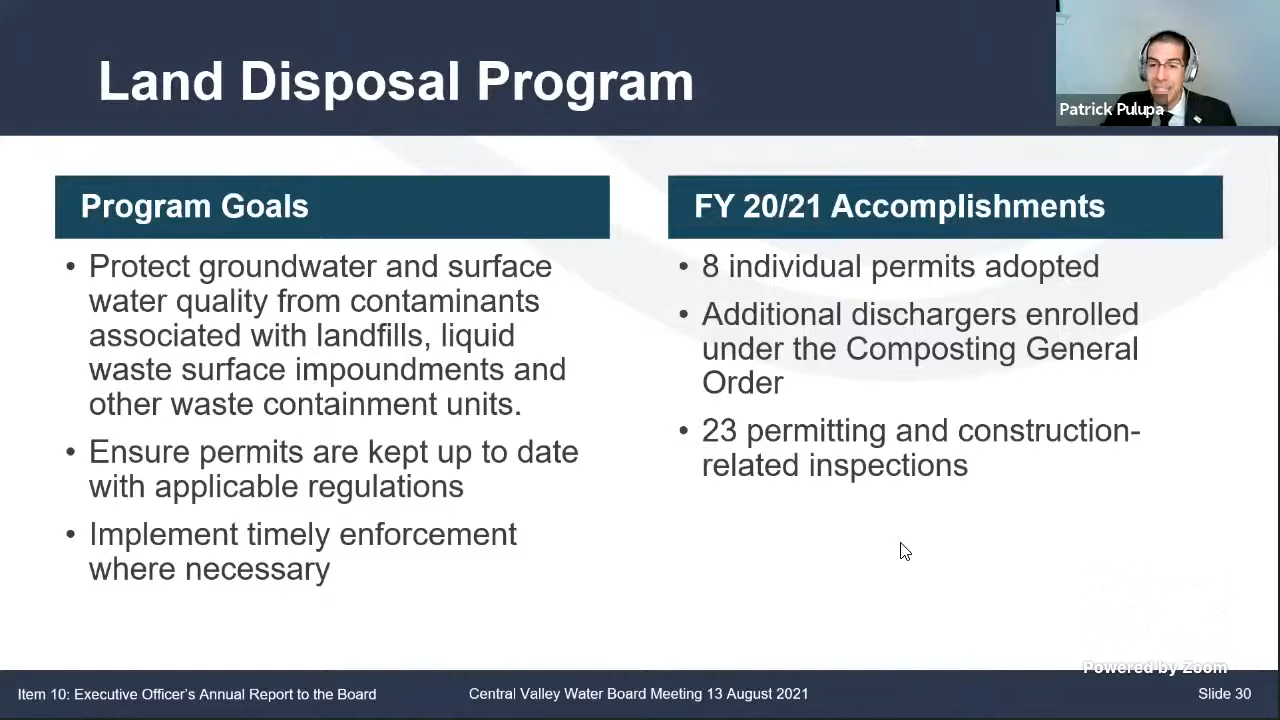 Land Disposal Program
Patrick Pulupa
Program Goals
• Protect groundwater and surface
water quality from contaminants
associated with landfills, liquid
waste surface impoundments and
other waste containment units.
• Ensure permits are kept up to date
with applicable regulations
• Implement timely enforcement
where necessary
FY 20/21 Accomplishments
• 8 individual permits adopted
• Additional dischargers enrolled
under the Composting General
Order
• 23 permitting and construction-
related inspections
Powered by Zoom
Item 10: Executive Officer's Annual Report to the Board
Central Valley Water Board Meeting 13 August 2021
Slide 30